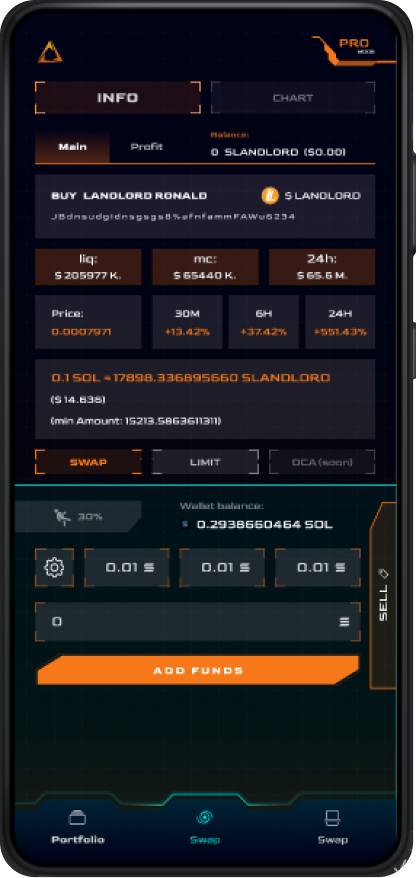 PRO
MODE
INFO
CHART
Main
Profit
Balance:
0 SLANDLORD ($0.00)
BUY LANDLORD RONALD
$ LANDLORD
liq:
$ 205977 K.
mc:
$ 65440 K.
24h:
$ 65.6 M.
Price:
0.0007971
30M
+13.42%
6H
+37.42%
24H
+551.43%
0.1 SOL =17898.336895660 SLANDLORD
($ 14.636)
(min Amount: 15213.5863611311)
SWAP
LIMIT
DCA (soon)
30%
Wallet balance:
0.2938660464 SOL
0.01
0.01
0.01
0
SELL
ADD FUNDS
Portfolio
Swap
Swap